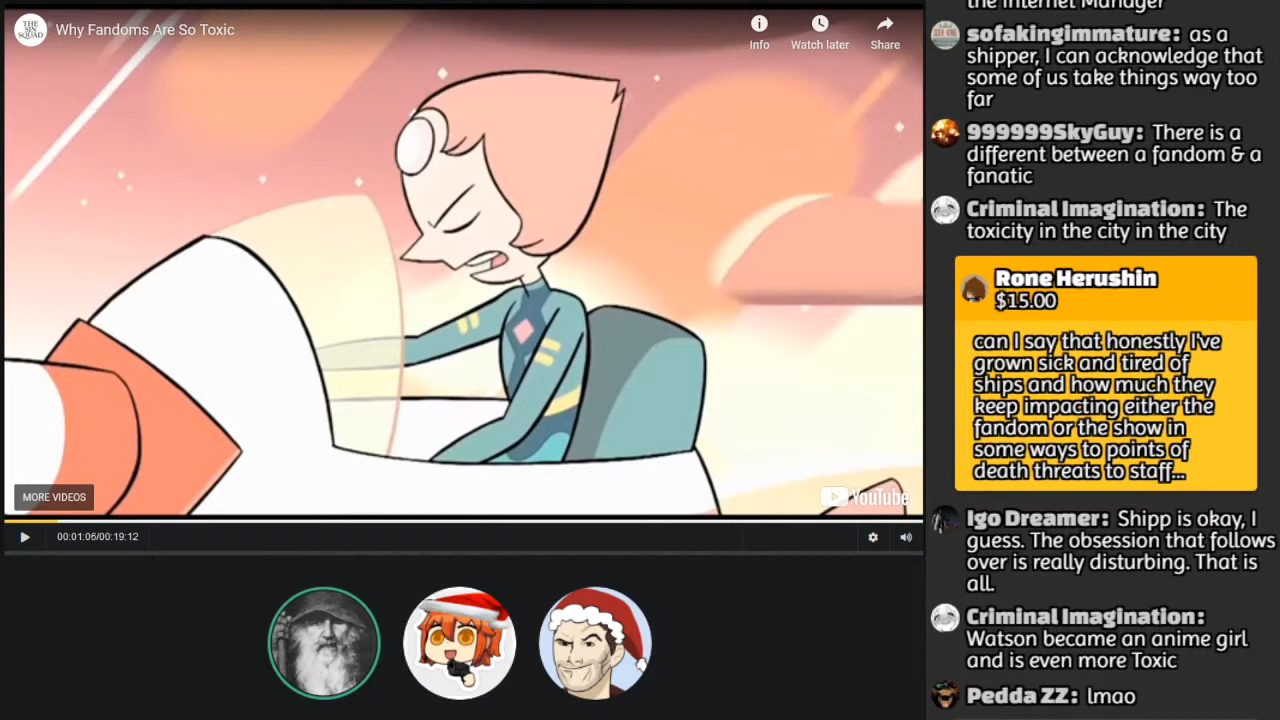 THE
SIN
SQUAD
Why Fandoms Are So Toxic
Info
Watch later
Share
MORE VIDEOS
YouTube
00:01:06/00:19:12
the Internet Manager
sofakingimmature: as a
shipper, I can acknowledge that
some of us take things way too
far
999999SkyGuy: There is a
different between a fandom & a
fanatic
Criminal Imagination: The
toxicity in the city in the city
Rone Herushin
$15.00
can I say that honestly I've
grown sick and tired of
ships and how much they
keep impacting either the
fandom or the show in
some ways to points of
death threats to staff...
Igo Dreamer: Shipp is okay, I
guess. The obsession that follows
over is really disturbing. That is
all.
Criminal Imagination:
Watson became an anime girl
and is even more Toxic
Pedda ZZ: lmao